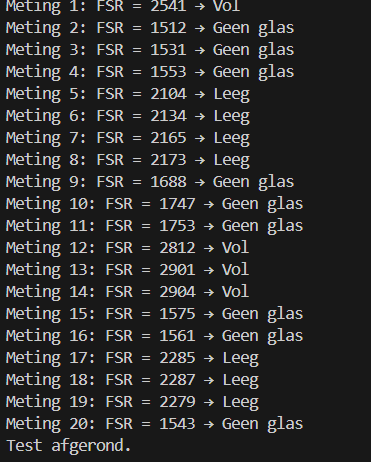 Meting 1: FSR = 2541 → Vol
Meting 2: FSR = 1512 → Geen glas
Meting 3: FSR = 1531 → Geen glas
Meting 4: FSR = 1553 → Geen glas
Meting 5: FSR = 2104 → Leeg
Meting 6: FSR = 2134 → Leeg
Meting 7: FSR = 2165 → Leeg
Meting 8: FSR = 2173 → Leeg
Meting 9: FSR = 1688 → Geen glas
Meting 10: FSR = 1747 → Geen glas
Meting 11: FSR = 1753 → Geen glas
Meting 12: FSR = 2812 → Vol
Meting 13: FSR = 2901 → Vol
Meting 14: FSR = 2904 → Vol
Meting 15: FSR = 1575 → Geen glas
Meting 16: FSR = 1561 → Geen glas
Meting 17: FSR = 2285 → Leeg
Meting 18: FSR = 2287 → Leeg
Meting 19: FSR = 2279 → Leeg
Meting 20: FSR = 1543 → Geen glas
Test afgerond.